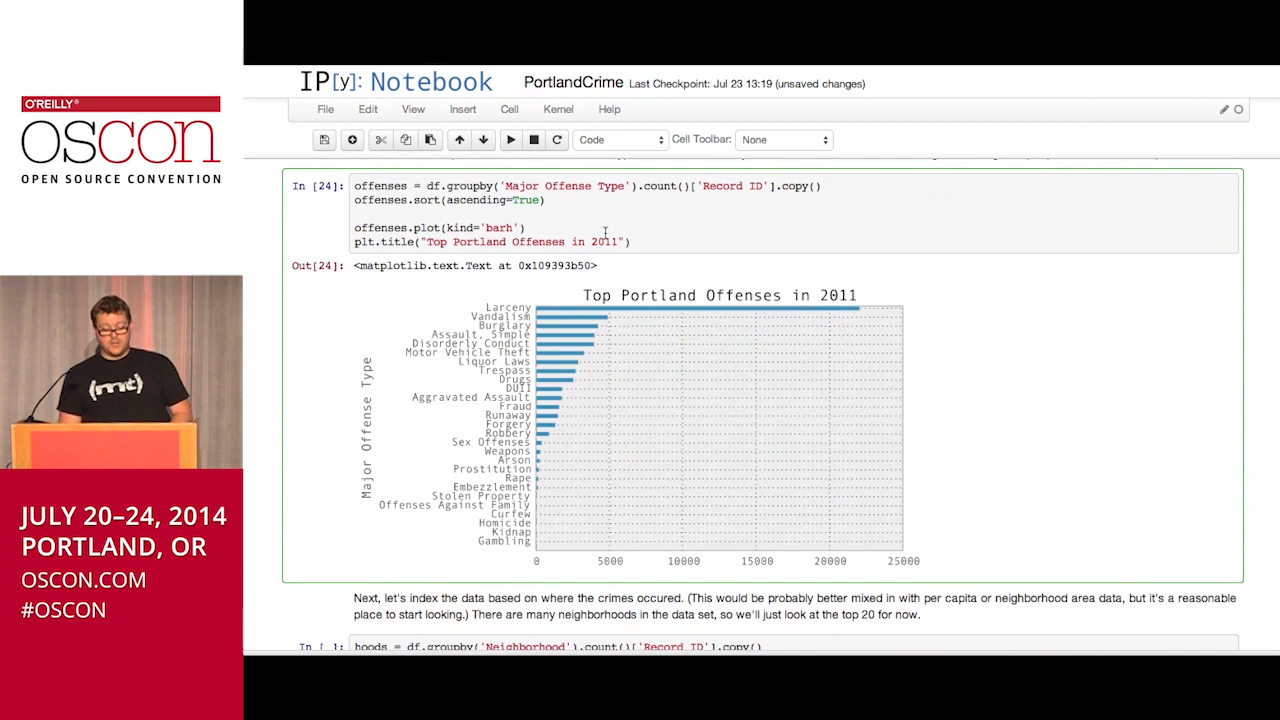 O'REILLY®
OSCON
OPEN SOURCE CONVENTION
(mt)
JULY 20–24, 2014
PORTLAND, OR
OSCON.COM
#OSCON
IP[y]: Notebook
PortlandCrime Last Checkpoint: Jul 23 13:19 (unsaved changes)
File Edit View Insert Cell Kernel Help
Code Cell Toolbar: None
In [24]: offenses = df.groupby('Major Offense Type').count()['Record ID'].copy()
offenses.sort(ascending=True)
offenses.plot(kind='barh')
plt.title("Top Portland Offenses in 2011")
Out[24]: <matplotlib.text.Text at 0x109393b50>
Top Portland Offenses in 2011
Major Offense Type
Larceny
Vandalism
Burglary
Assault, Simple
Disorderly Conduct
Motor Vehicle Theft
Liquor Laws
Trespass
Drugs
DUII
Aggravated Assault
Fraud
Runaway
Forgery
Robbery
Sex Offenses
Weapons
Arson
Prostitution
Rape
Embezzlement
Stolen Property
Offenses Against Family
Curfew
Homicide
Kidnap
Gambling
0 5000 10000 15000 20000 25000
Next, let's index the data based on where the crimes occured. (This would be probably better mixed in with per capita or neighborhood area data, but it's a reasonable
place to start looking.) There are many neighborhoods in the data set, so we'll just look at the top 20 for now.
In [ ]: hoods = df.groupby('Neighborhood').count()['Record ID'].copy()